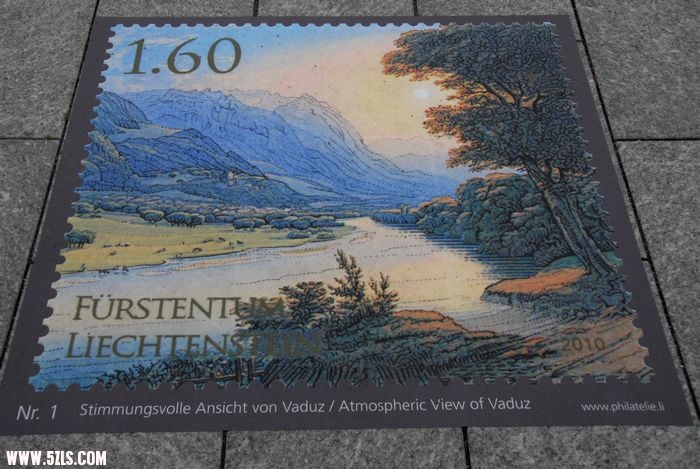 1.60
FÜRSTENTUM
LIECHTENSTEIN
2010
Nr. 1 Stimmungsvolle Ansicht von Vaduz / Atmospheric View of Vaduz www.philatelie.li
WWW.5ZLS.COM